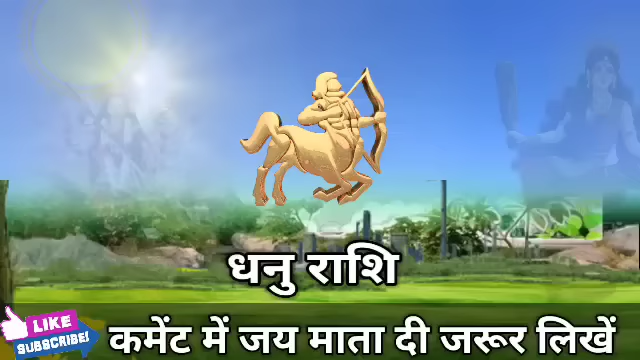 धनु राशि
LIKE
SUBSCRIBE!
कमेंट में जय माता दी जरूर लिखें